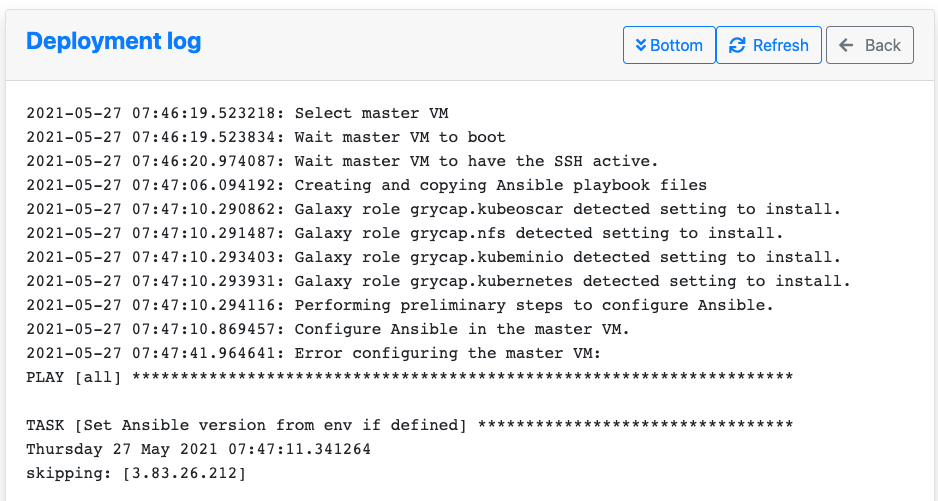 Deployment log
Bottom
Refresh
Back
2021-05-27 07:46:19.523218: Select master VM
2021-05-27 07:46:19.523834: Wait master VM to boot
2021-05-27 07:46:20.974087: Wait master VM to have the SSH active.
2021-05-27 07:47:06.094192: Creating and copying Ansible playbook files
2021-05-27 07:47:10.290862: Galaxy role grycap.kubeoscar detected setting to install.
2021-05-27 07:47:10.291487: Galaxy role grycap.nfs detected setting to install.
2021-05-27 07:47:10.293403: Galaxy role grycap.kubeminio detected setting to install.
2021-05-27 07:47:10.293931: Galaxy role grycap.kubernetes detected setting to install.
2021-05-27 07:47:10.294116: Performing preliminary steps to configure Ansible.
2021-05-27 07:47:10.869457: Configure Ansible in the master VM.
2021-05-27 07:47:41.964641: Error configuring the master VM:
PLAY [all] *********************************************************************
TASK [Set Ansible version from env if defined] *********************************
Thursday 27 May 2021 07:47:11.341264
skipping: [3.83.26.212]